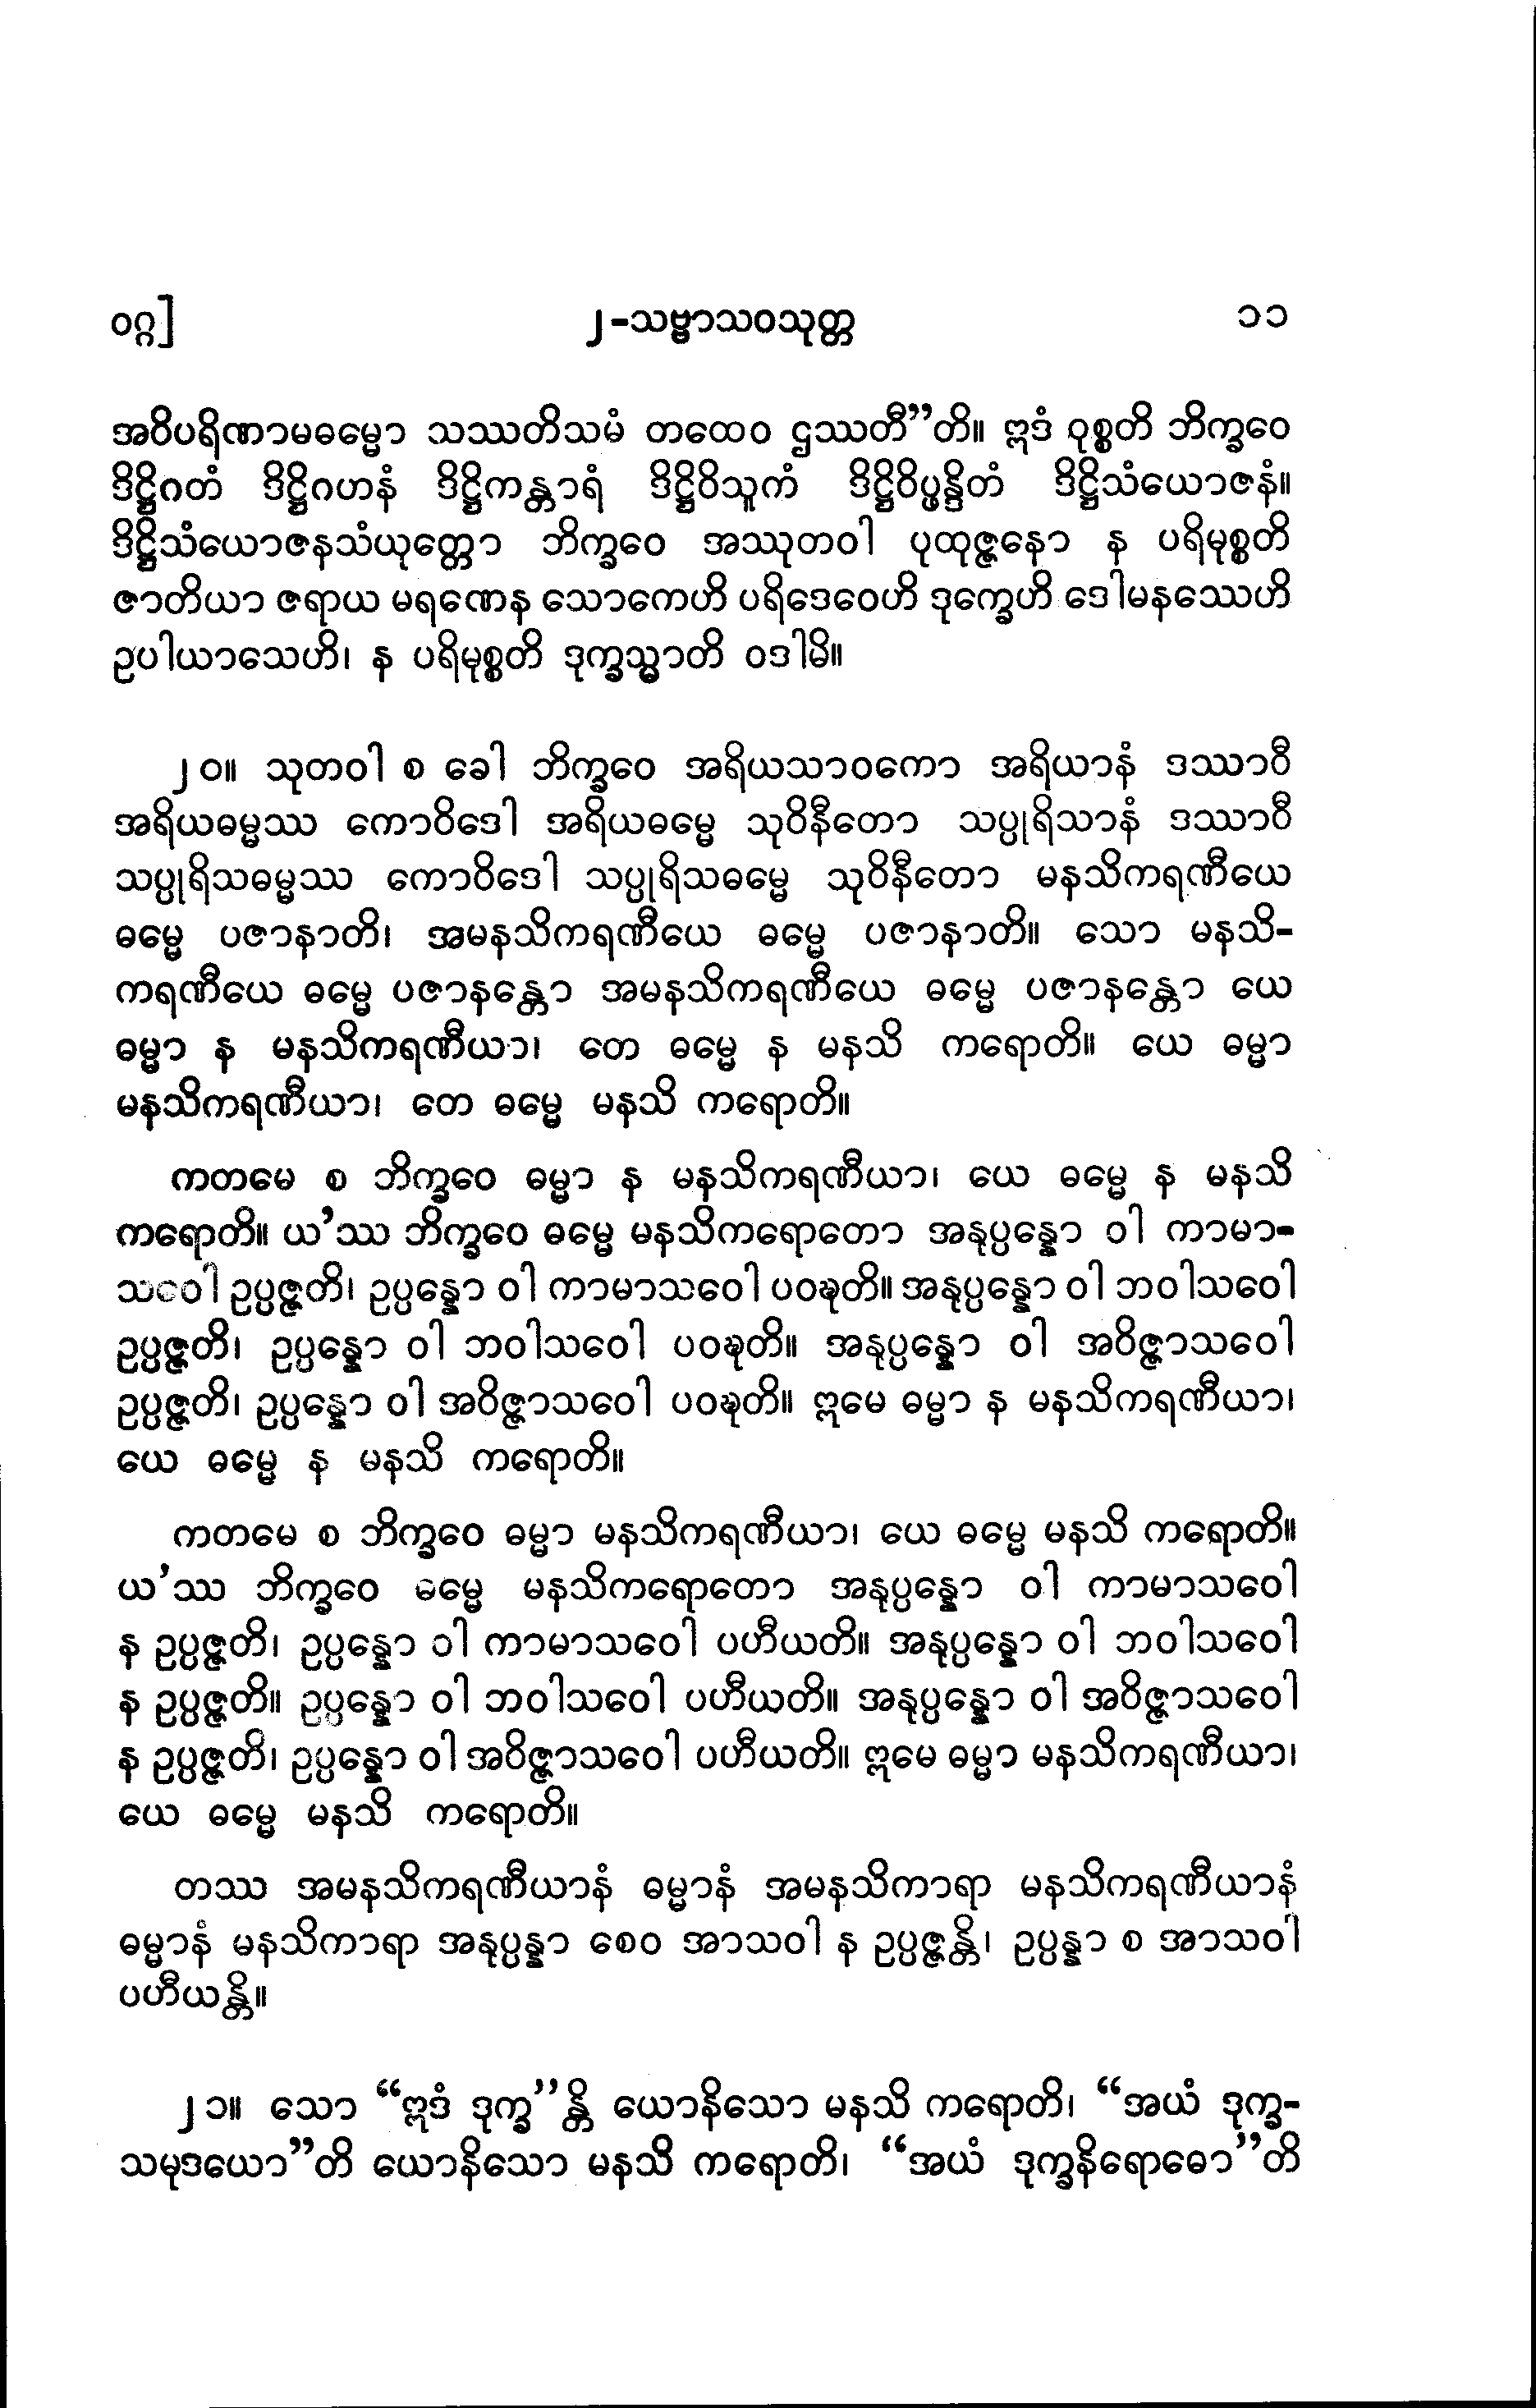 ဝဂ္ဂ]
၂-သဗ္ဗာသဝသုတ္တ
၁၁
အဝိပရိဏာမဓမ္မော သဿတိသမံ တထေဝ ဌဿတီ”တိ။ ဣဒံ ဝုစ္စတိ ဘိက္ခဝေ
ဒိဋ္ဌိဂတံ ဒိဋ္ဌိဂဟနံ ဒိဋ္ဌိကန္တာရံ ဒိဋ္ဌိဝိသူကံ ဒိဋ္ဌိဝိပ္ဖန္ဒိတံ ဒိဋ္ဌိသံယောဇနံ။
ဒိဋ္ဌိသံယောဇနသံယုတ္တော ဘိက္ခဝေ အဿုတဝါ ပုထုဇ္ဇနော န ပရိမုစ္စတိ
ဇာတိယာ ဇရာယ မရဏေန သောကေဟိ ပရိဒေဝေဟိ ဒုက္ခေဟိ ဒေါမနဿေဟိ
ဥပါယာသေဟိ၊ န ပရိမုစ္စတိ ဒုက္ခသ္မာတိ ဝဒါမိ။
၂၀။ သုတဝါ စ ခေါ ဘိက္ခဝေ အရိယသာဝကော အရိယာနံ ဒဿာဝီ
အရိယဓမ္မဿ ကောဝိဒေါ အရိယဓမ္မေ သုဝိနီတော သပ္ပုရိသာနံ ဒဿာဝီ
သပ္ပုရိသဓမ္မဿ ကောဝိဒေါ သပ္ပုရိသဓမ္မေ သုဝိနီတော မနသိကရဏီယေ
ဓမ္မေ ပဇာနာတိ၊ အမနသိကရဏီယေ ဓမ္မေ ပဇာနာတိ။ သော မနသိ-
ကရဏီယေ ဓမ္မေ ပဇာနန္တော အမနသိကရဏီယေ ဓမ္မေ ပဇာနန္တော ယေ
ဓမ္မာ န မနသိကရဏီယာ၊ တေ ဓမ္မေ န မနသိ ကရောတိ။ ယေ ဓမ္မာ
မနသိကရဏီယာ၊ တေ ဓမ္မေ မနသိ ကရောတိ။
ကတမေ စ ဘိက္ခဝေ ဓမ္မာ န မနသိကရဏီယာ၊ ယေ ဓမ္မေ န မနသိ
ကရောတိ။ ယ’ဿ ဘိက္ခဝေ ဓမ္မေ မနသိကရောတော အနုပ္ပန္နော ဝါ ကာမာ-
သဝေါ ဥပ္ပဇ္ဇတိ၊ ဥပ္ပန္နော ဝါ ကာမာသဝေါ ပဝၑုတိ။ အနုပ္ပန္နော ဝါ ဘဝါသဝေါ
ဥပ္ပဇ္ဇတိ၊ ဥပ္ပန္နော ဝါ ဘဝါသဝေါ ပဝၑုတိ။ အနုပ္ပန္နော ဝါ အဝိဇ္ဇာသဝေါ
ဥပ္ပဇ္ဇတိ၊ ဥပ္ပန္နော ဝါ အဝိဇ္ဇာသဝေါ ပဝၑုတိ။ ဣမေ ဓမ္မာ န မနသိကရဏီယာ၊
ယေ ဓမ္မေ န မနသိ ကရောတိ။
ကတမေ စ ဘိက္ခဝေ ဓမ္မာ မနသိကရဏီယာ၊ ယေ ဓမ္မေ မနသိ ကရောတိ။
ယ’ဿ ဘိက္ခဝေ ဓမ္မေ မနသိကရောတော အနုပ္ပန္နော ဝါ ကာမာသဝေါ
န ဥပ္ပဇ္ဇတိ၊ ဥပ္ပန္နော ဝါ ကာမာသဝေါ ပဟီယတိ။ အနုပ္ပန္နော ဝါ ဘဝါသဝေါ
န ဥပ္ပဇ္ဇတိ။ ဥပ္ပန္နော ဝါ ဘဝါသဝေါ ပဟီယတိ။ အနုပ္ပန္နော ဝါ အဝိဇ္ဇာသဝေါ
န ဥပ္ပဇ္ဇတိ၊ ဥပ္ပန္နော ဝါ အဝိဇ္ဇာသဝေါ ပဟီယတိ။ ဣမေ ဓမ္မာ မနသိကရဏီယာ၊
ယေ ဓမ္မေ မနသိ ကရောတိ။
တဿ အမနသိကရဏီယာနံ ဓမ္မာနံ အမနသိကာရာ မနသိကရဏီယာနံ
ဓမ္မာနံ မနသိကာရာ အနုပ္ပန္နာ စေဝ အာသဝါ န ဥပ္ပဇ္ဇန္တိ၊ ဥပ္ပန္နာ စ အာသဝါ
ပဟီယန္တိ။
၂၁။ သော “ဣဒံ ဒုက္ခ”န္တိ ယောနိသော မနသိ ကရောတိ၊ “အယံ ဒုက္ခ-
သမုဒယော”တိ ယောနိသော မနသိ ကရောတိ၊ “အယံ ဒုက္ခနိရောဓော”တိ